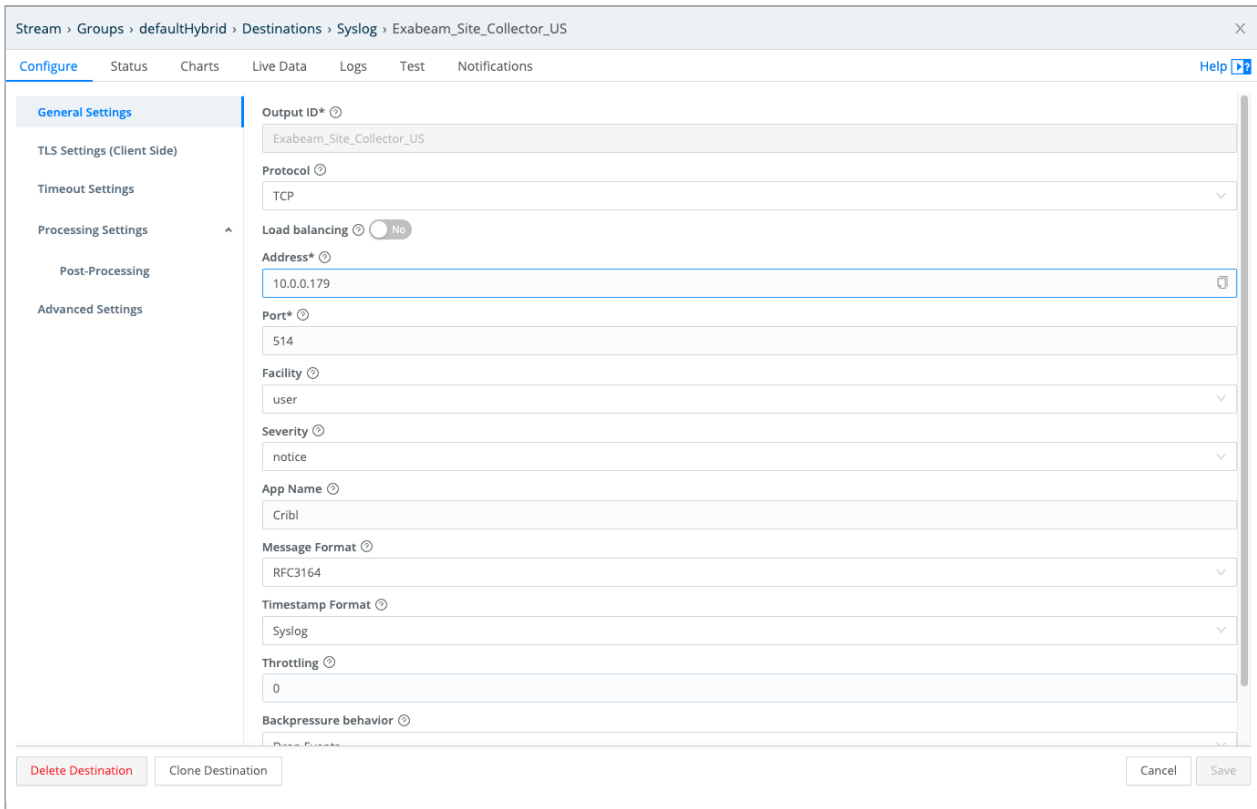 Stream › Groups › defaultHybrid › Destinations › Syslog › Exabeam_Site_Collector_US
Configure Status Charts Live Data Logs Test Notifications Help
General Settings
TLS Settings (Client Side)
Timeout Settings
Processing Settings
Post-Processing
Advanced Settings
Output ID*
Exabeam_Site_Collector_US
Protocol
TCP
Load balancing No
Address*
10.0.0.179
Port*
514
Facility
user
Severity
notice
App Name
Cribl
Message Format
RFC3164
Timestamp Format
Syslog
Throttling
0
Backpressure behavior
Drop Events
Delete Destination Clone Destination Cancel Save